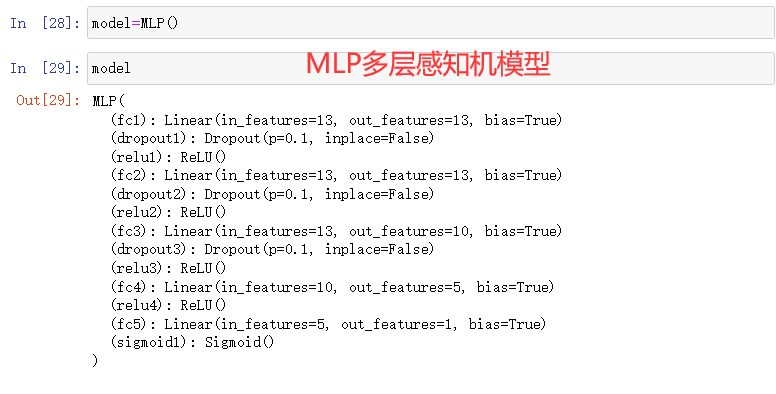 In [28]: model=MLP()
In [29]: model
MLP多层感知机模型
Out[29]: MLP(
(fc1): Linear(in_features=13, out_features=13, bias=True)
(dropout1): Dropout(p=0.1, inplace=False)
(relu1): ReLU()
(fc2): Linear(in_features=13, out_features=13, bias=True)
(dropout2): Dropout(p=0.1, inplace=False)
(relu2): ReLU()
(fc3): Linear(in_features=13, out_features=10, bias=True)
(dropout3): Dropout(p=0.1, inplace=False)
(relu3): ReLU()
(fc4): Linear(in_features=10, out_features=5, bias=True)
(relu4): ReLU()
(fc5): Linear(in_features=5, out_features=1, bias=True)
(sigmoid1): Sigmoid()
)